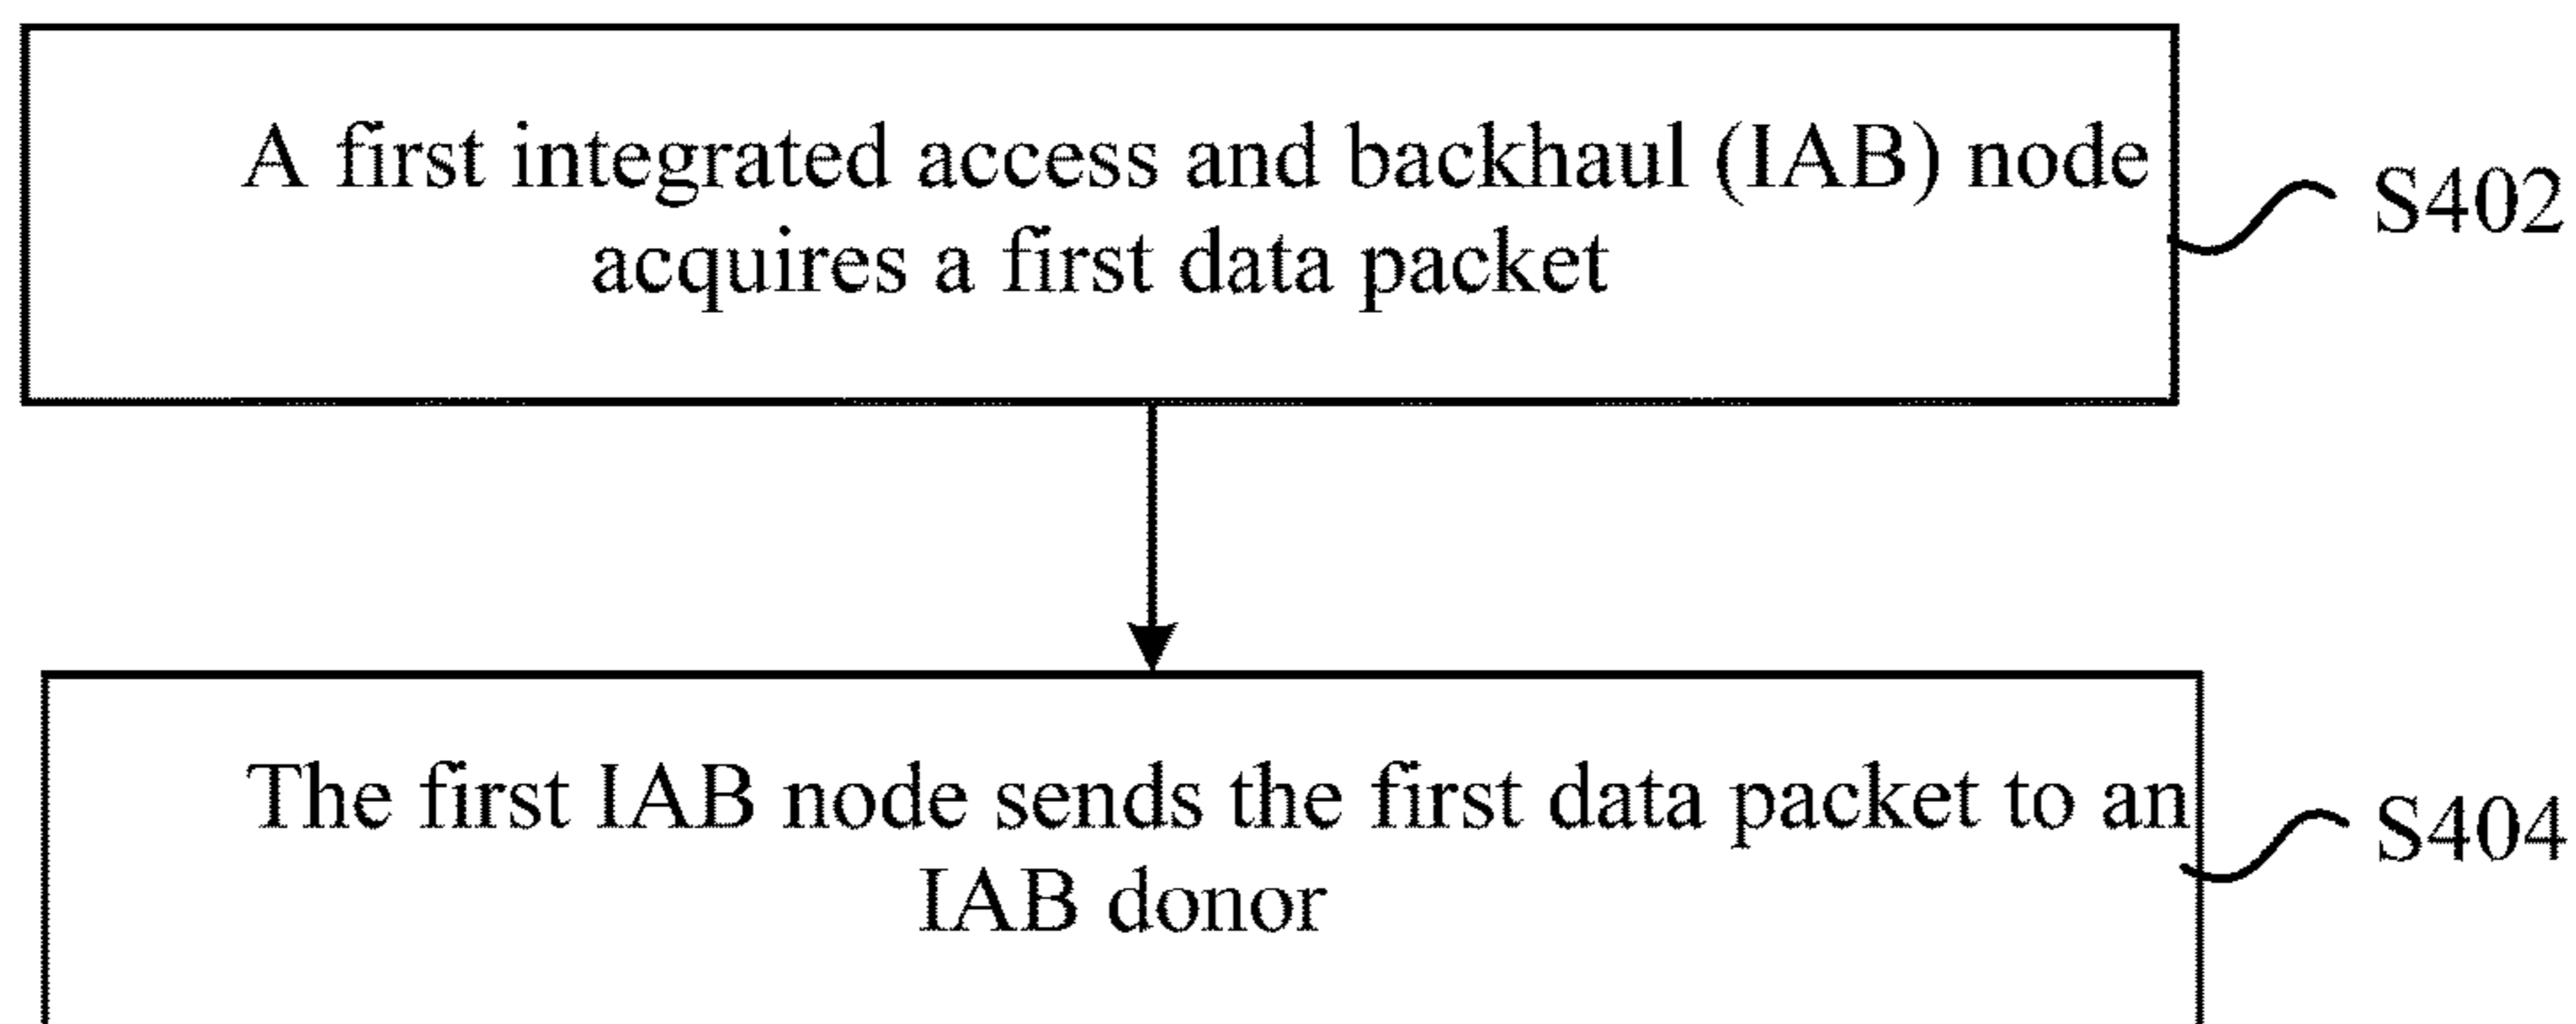 A first integrated access and backhaul (IAB) node
acquires a first data packet
S402
The first IAB node sends the first data packet to an
IAB donor
S404